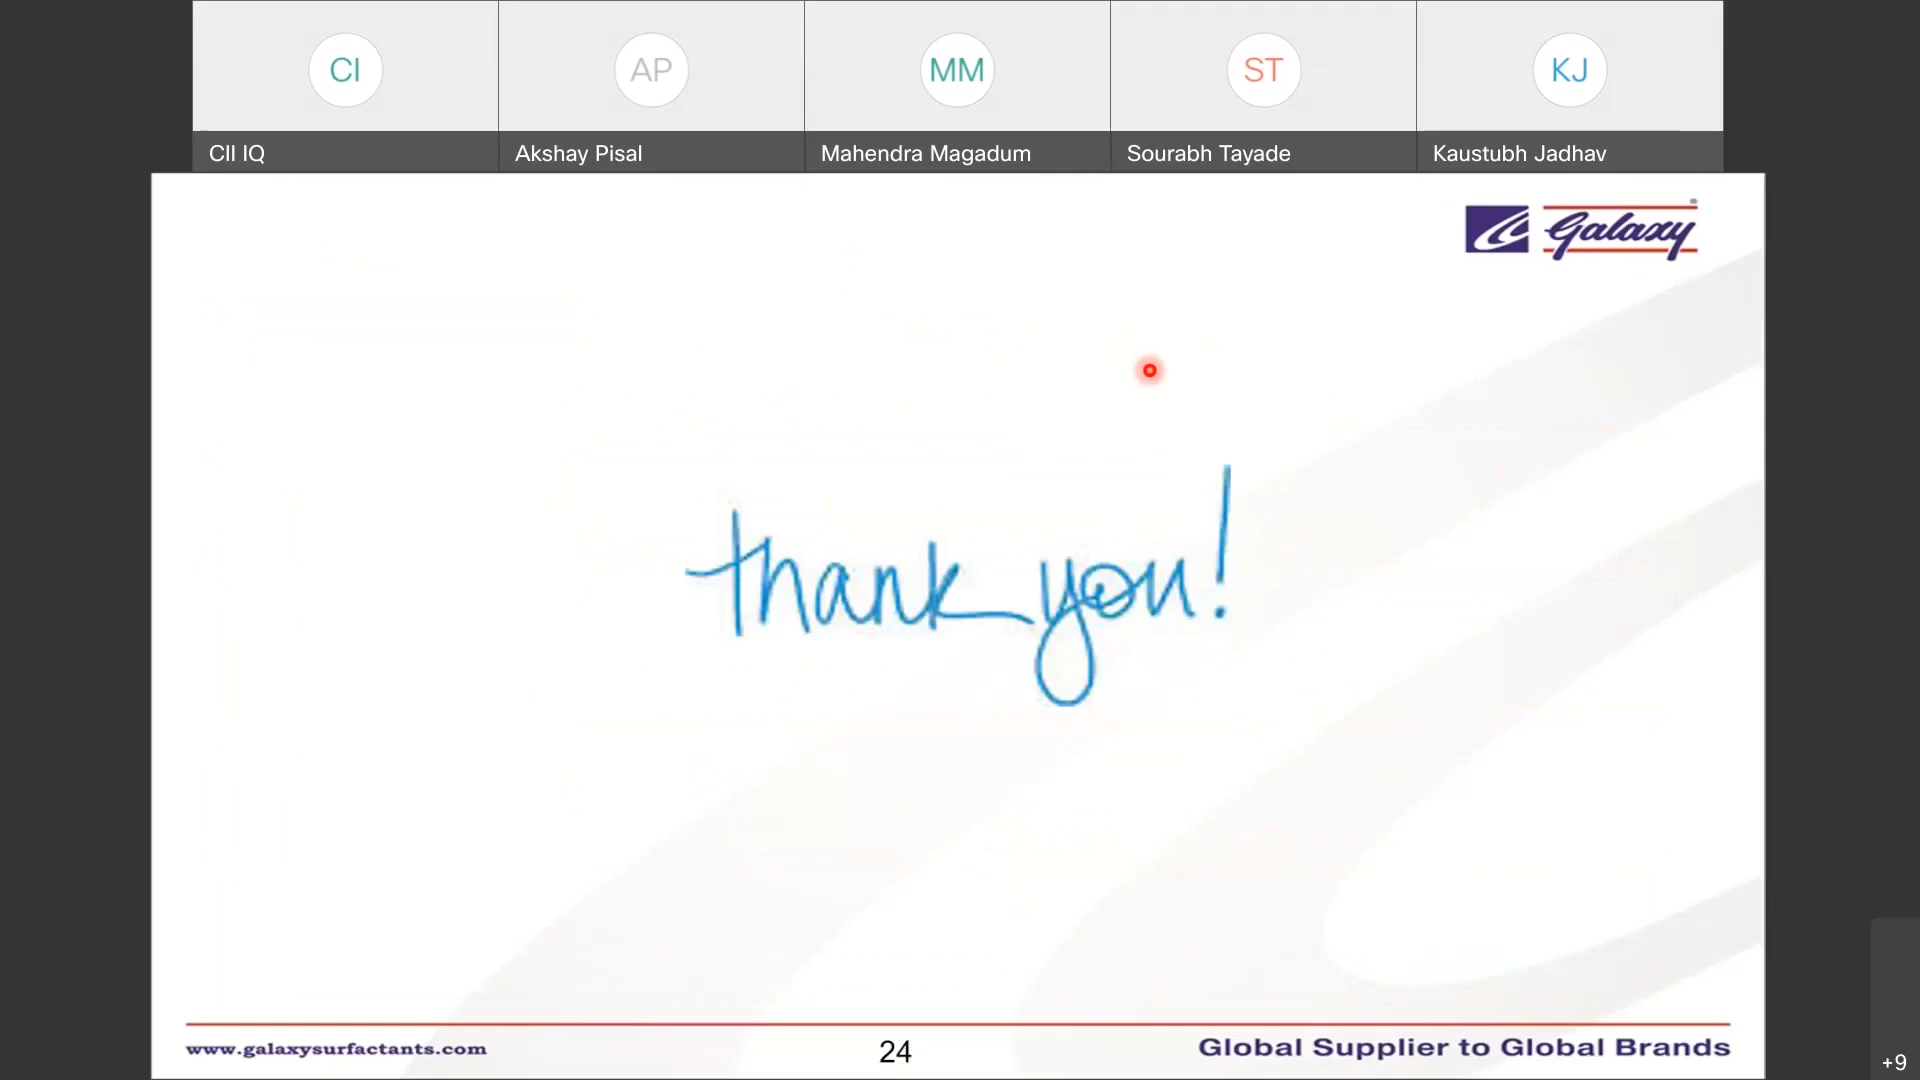 CI
AP
MM
ST
KJ
CII IQ
Akshay Pisal
Mahendra Magadum
Sourabh Tayade
Kaustubh Jadhav
Galaxy
thank you!
www.galaxysurfactants.com
24
Global Supplier to Global Brands
+9